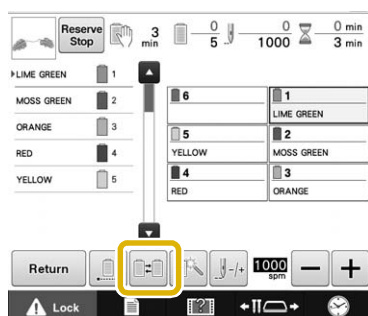 Reserve Stop
3 min
0
5
0
1000
0 min
3 min
LIME GREEN 1
MOSS GREEN 2
ORANGE 3
RED 4
YELLOW 5
6
1
LIME GREEN
5
YELLOW
2
MOSS GREEN
4
RED
3
ORANGE
Return
-/+
1000 spm
- +
Lock
?